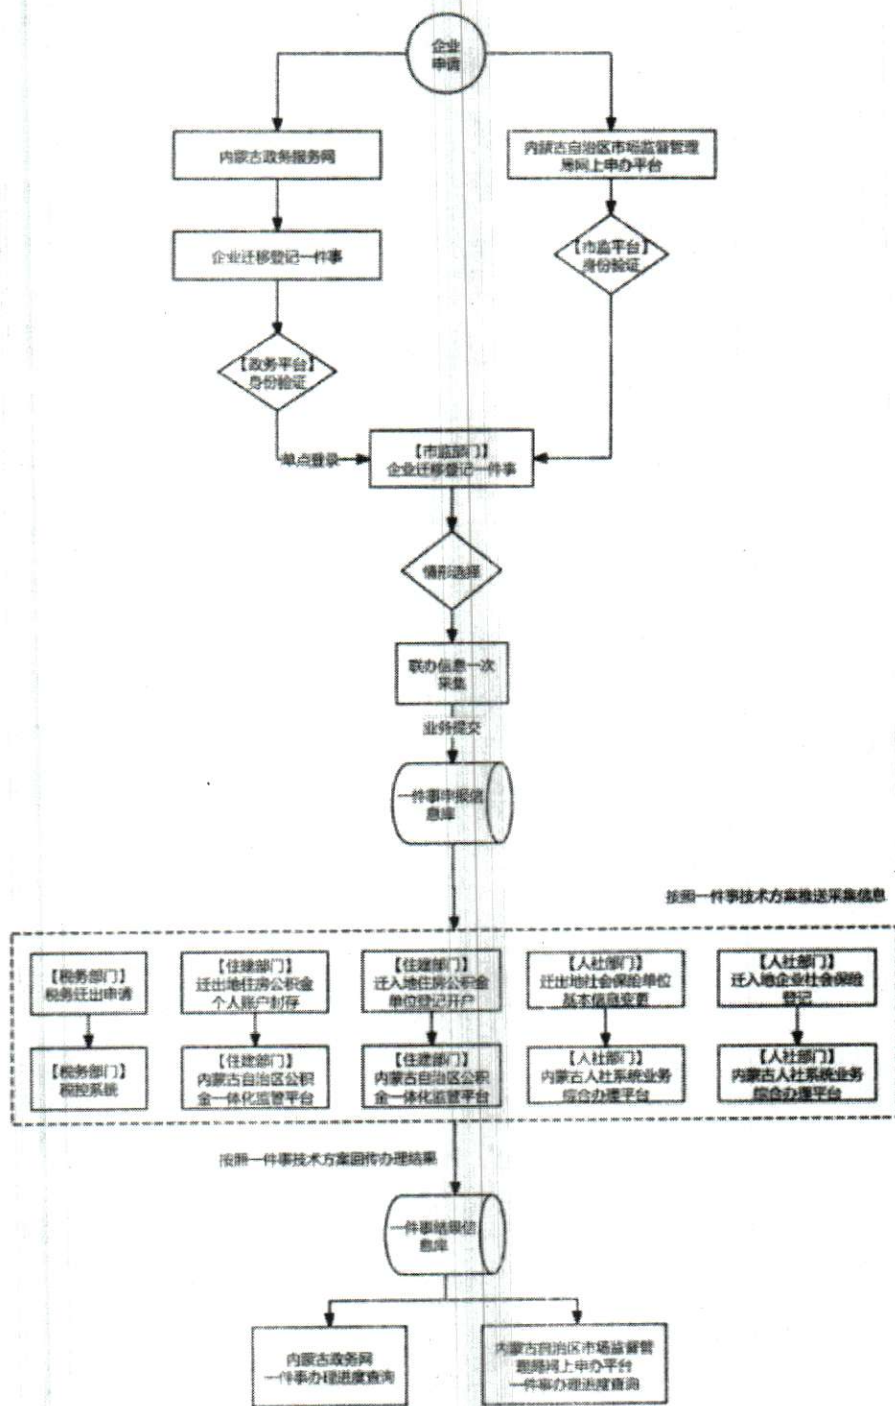 企业
申请
内蒙古政务服务网
内蒙古自治区市场监督管理
局网上申办平台
企业迁移登记一件事
【市监平台】
身份验证
【政务平台】
身份验证
单点登录
【市监部门】
企业迁移登记一件事
情形选择
联办信息一次
采集
业务提交
一件事申报信
息库
按照一件事技术方案推送采集信息
【税务部门】
税务迁出申请
【住建部门】
迁出地住房公积金
个人账户封存
【住建部门】
迁入地住房公积金
单位登记开户
【人社部门】
迁出地社会保险单位
基本信息变更
【人社部门】
迁入地企业社会保险
登记
【税务部门】
税控系统
【住建部门】
内蒙古自治区公积
金一体化监管平台
【住建部门】
内蒙古自治区公积
金一体化监管平台
【人社部门】
内蒙古人社系统业务
综合办理平台
【人社部门】
内蒙古人社系统业务
综合办理平台
按照一件事技术方案回传办理结果
一件事结果信
息库
内蒙古政务网
一件事办理进度查询
内蒙古自治区市场监督管
理局网上申办平台
一件事办理进度查询